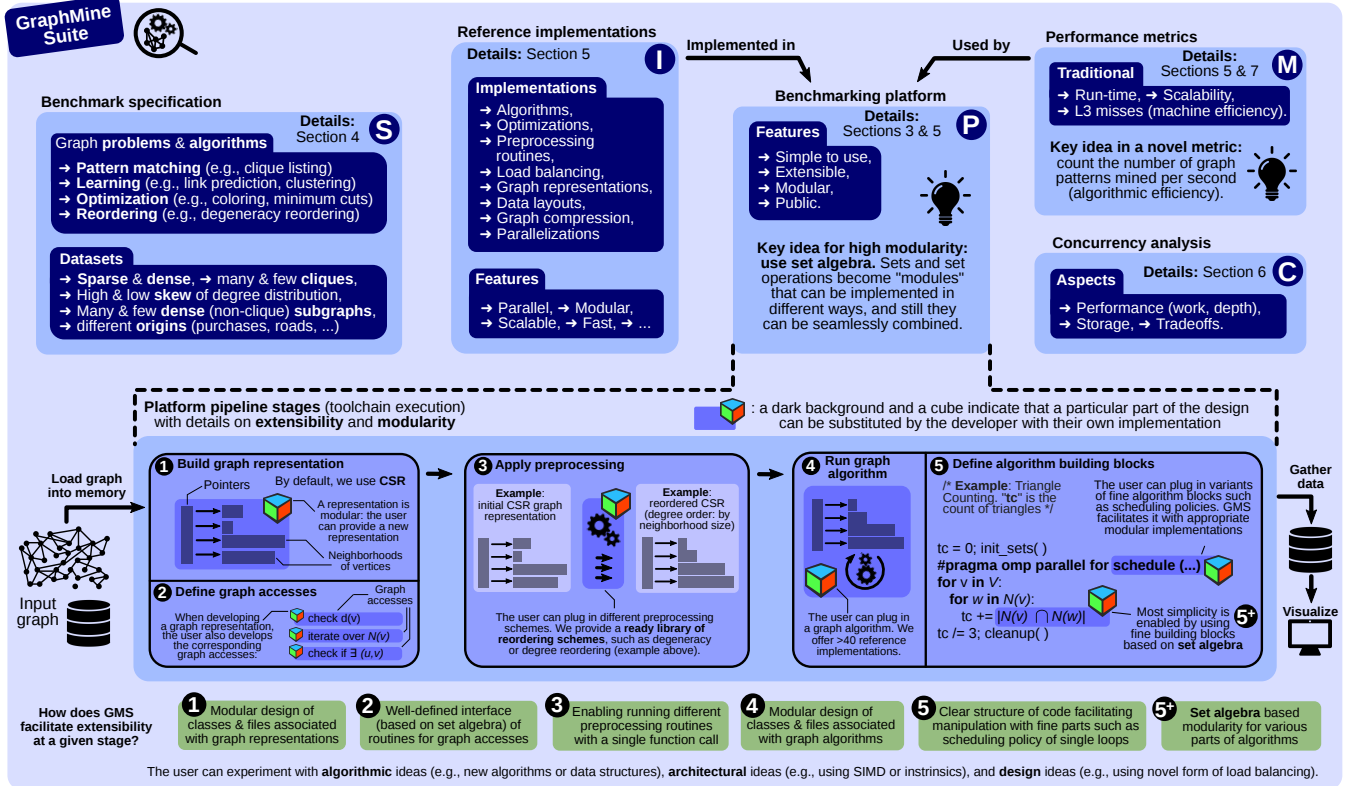 GraphMine
Suite
Benchmark specification
Details:
Section 4
S
Graph problems & algorithms
➜ Pattern matching (e.g., clique listing)
➜ Learning (e.g., link prediction, clustering)
➜ Optimization (e.g., coloring, minimum cuts)
➜ Reordering (e.g., degeneracy reordering)
Datasets
➜ Sparse & dense, ➜ many & few cliques,
➜ High & low skew of degree distribution,
➜ Many & few dense (non-clique) subgraphs,
➜ different origins (purchases, roads, ...)
Reference implementations
Details: Section 5
I
Implementations
➜ Algorithms,
➜ Optimizations,
➜ Preprocessing
routines,
➜ Load balancing,
➜ Graph representations,
➜ Data layouts,
➜ Graph compression,
➜ Parallelizations
Features
➜ Parallel, ➜ Modular,
➜ Scalable, ➜ Fast, ➜ ...
Implemented in
Used by
Benchmarking platform
Details:
Sections 3 & 5
P
Features
➜ Simple to use,
➜ Extensible,
➜ Modular,
➜ Public.
Key idea for high modularity:
use set algebra. Sets and set
operations become "modules"
that can be implemented in
different ways, and still they
can be seamlessly combined.
Performance metrics
Details:
Sections 5 & 7
M
Traditional
➜ Run-time, ➜ Scalability,
➜ L3 misses (machine efficiency).
Key idea in a novel metric:
count the number of graph
patterns mined per second
(algorithmic efficiency).
Concurrency analysis
Details: Section 6
C
Aspects
➜ Performance (work, depth),
➜ Storage, ➜ Tradeoffs.
Platform pipeline stages (toolchain execution)
with details on extensibility and modularity
: a dark background and a cube indicate that a particular part of the design
can be substituted by the developer with their own implementation
Load graph
into memory
Input
graph
1 Build graph representation
Pointers
By default, we use CSR
A representation is
modular: the user
can provide a new
representation
Neighborhoods
of vertices
2 Define graph accesses
Graph
accesses
When developing
a graph representation,
the user also develops
the corresponding
graph accesses:
check d(v)
iterate over N(v)
check if ∃ (u,v)
3 Apply preprocessing
Example:
initial CSR graph
representation
Example:
reordered CSR
(degree order: by
neighborhood size)
The user can plug in different preprocessing
schemes. We provide a ready library of
reordering schemes, such as degeneracy
or degree reordering (example above).
4 Run graph
algorithm
The user can plug in
a graph algorithm. We
offer >40 reference
implementations.
5 Define algorithm building blocks
/* Example: Triangle
Counting. "tc" is the
count of triangles */
The user can plug in variants
of fine algorithm blocks such
as scheduling policies. GMS
facilitates it with appropriate
modular implementations
tc = 0; init_sets( )
#pragma omp parallel for schedule (...)
for v in V:
for w in N(v):
tc += |N(v) ⋂ N(w)|
tc /= 3; cleanup( )
Most simplicity is
enabled by using
fine building blocks
based on set algebra
5+
Gather
data
Visualize
How does GMS
facilitate extensibility
at a given stage?
1 Modular design of
classes & files associated
with graph representations
2 Well-defined interface
(based on set algebra) of
routines for graph accesses
3 Enabling running different
preprocessing routines
with a single function call
4 Modular design of
classes & files associated
with graph algorithms
5 Clear structure of code facilitating
manipulation with fine parts such as
scheduling policy of single loops
5+ Set algebra based
modularity for various
parts of algorithms
The user can experiment with algorithmic ideas (e.g., new algorithms or data structures), architectural ideas (e.g., using SIMD or instrinsics), and design ideas (e.g., using novel form of load balancing).